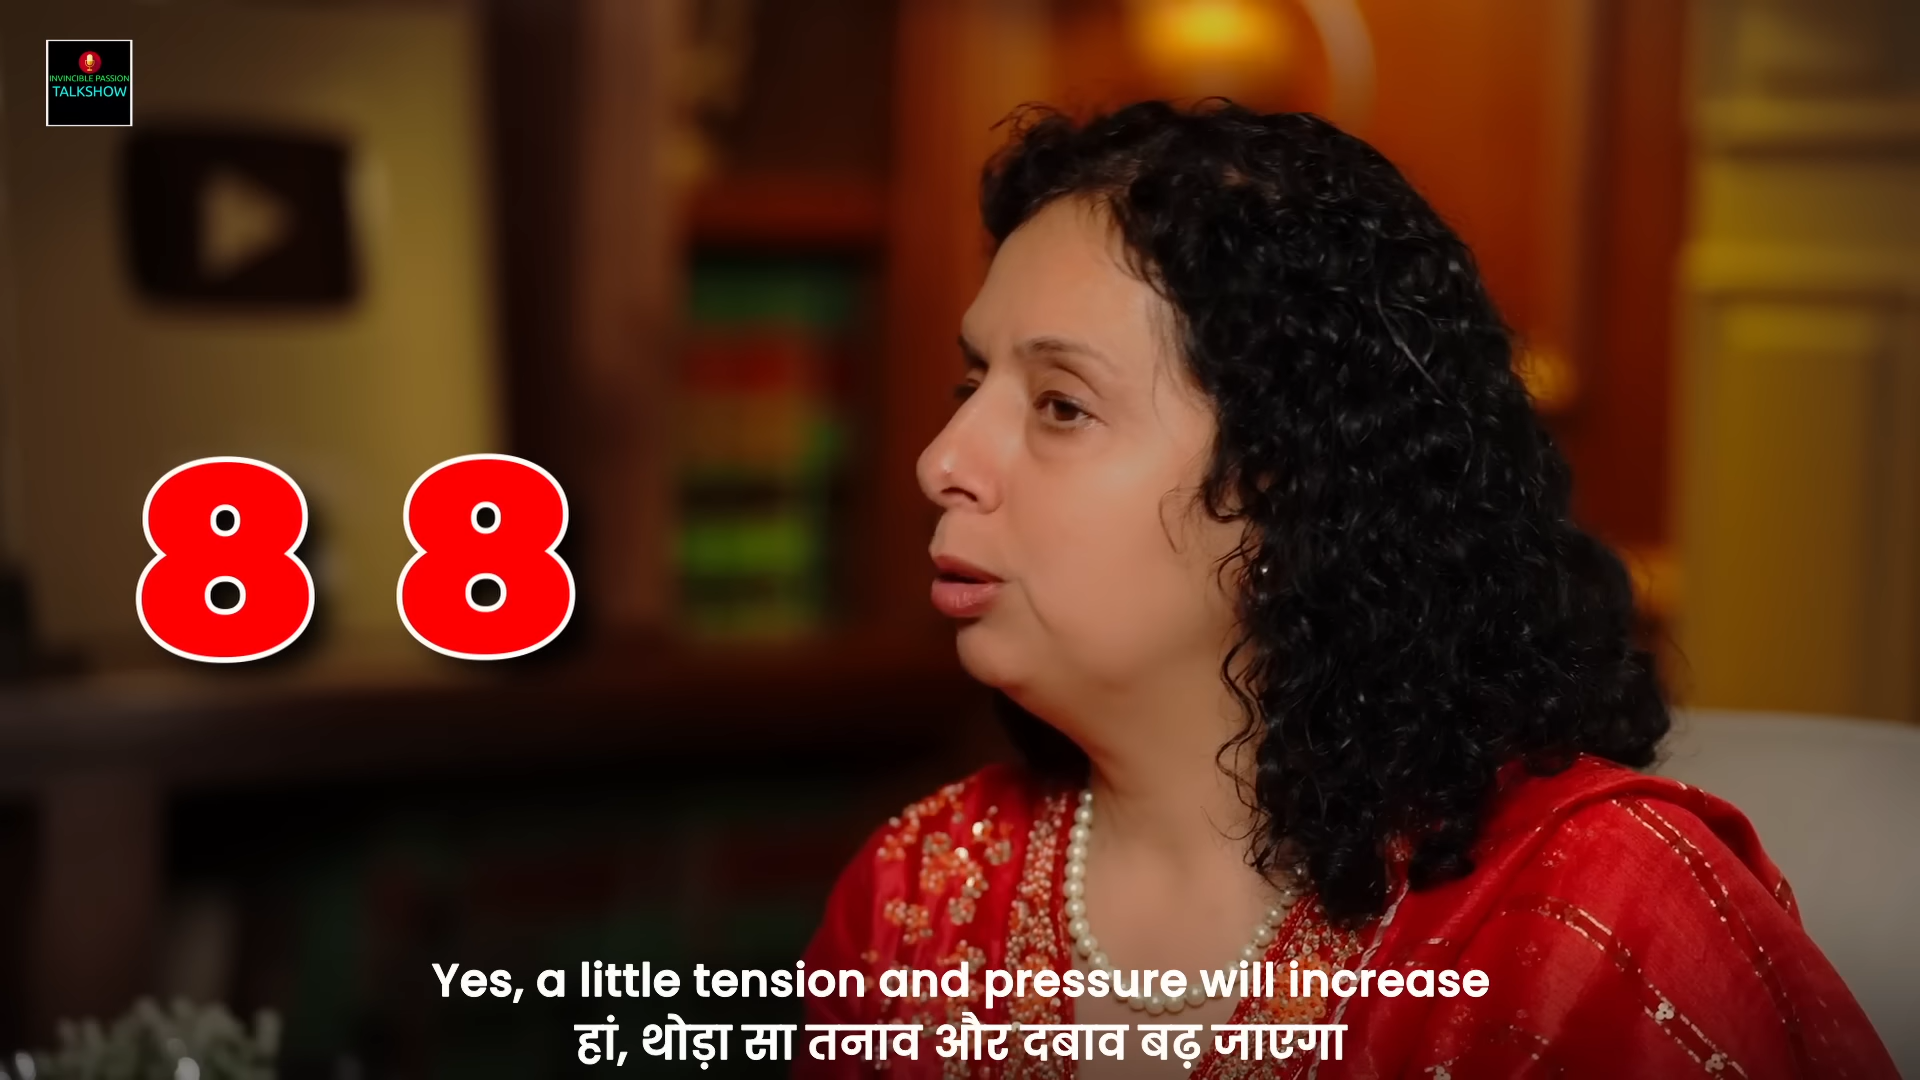 INVINCIBLE PASSION
TALKSHOW
8 8
Yes, a little tension and pressure will increase
हां, थोड़ा सा तनाव और दबाव बढ़ जाएगा